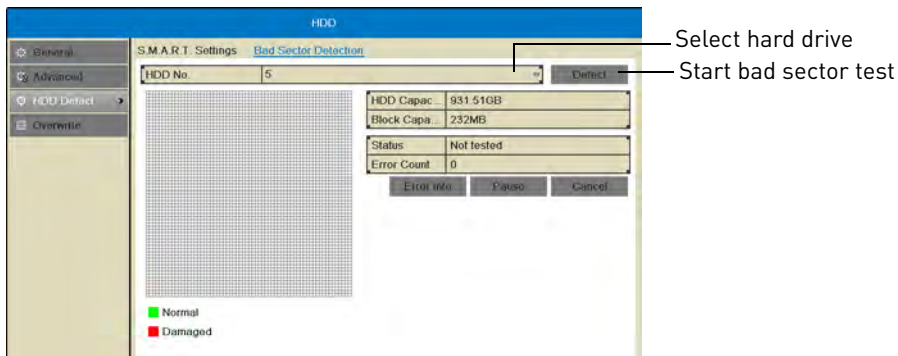 HDD
General
S.M.A.R.T. Settings Bad Sector Detection
Select hard drive
Advanced
HDD No. 5 Detect
Start bad sector test
HDD Detect
HDD Capac... 931.51GB
Block Capa... 232MB
Overwrite
Status Not tested
Error Count 0
Error info Pause Cancel
Normal
Damaged